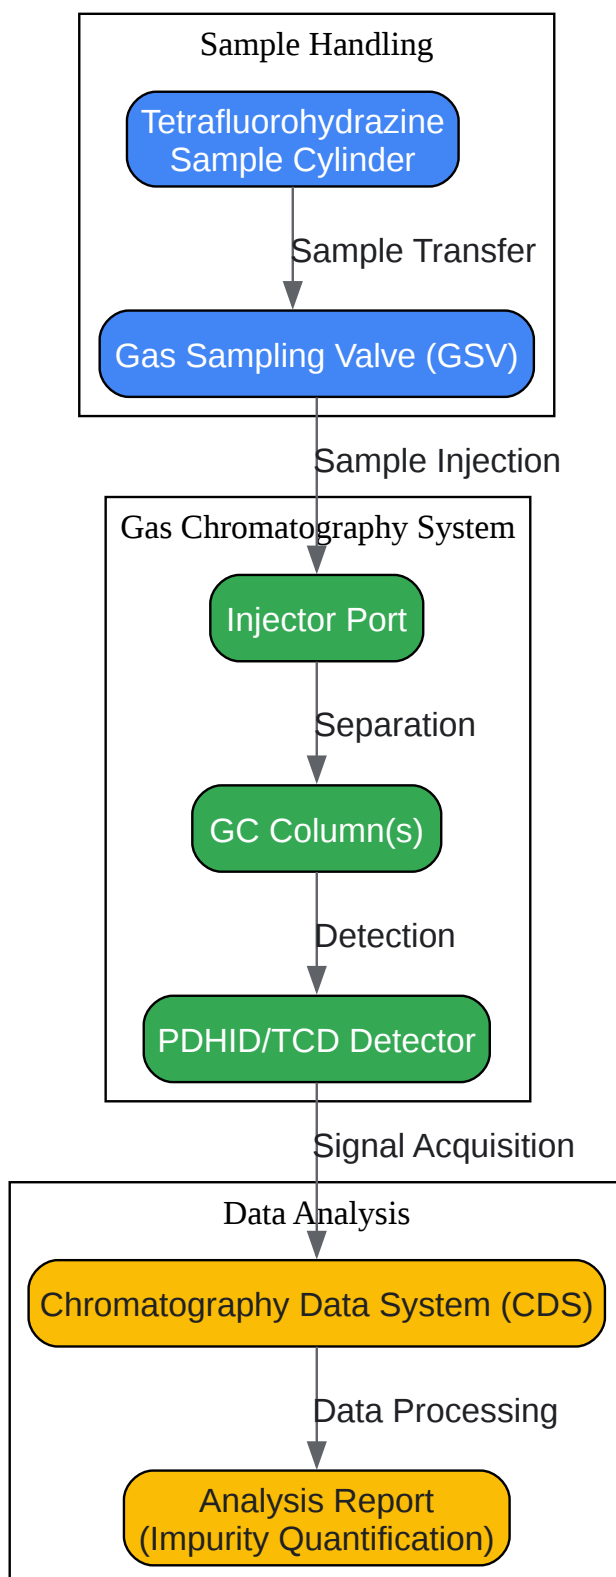 Sample Handling
Tetrafluorohydrazine
Sample Cylinder
Sample Transfer
Gas Sampling Valve (GSV)
Sample Injection
Gas Chromatography System
Injector Port
Separation
GC Column(s)
Detection
PDHID/TCD Detector
Signal Acquisition
Data Analysis
Chromatography Data System (CDS)
Data Processing
Analysis Report
(Impurity Quantification)